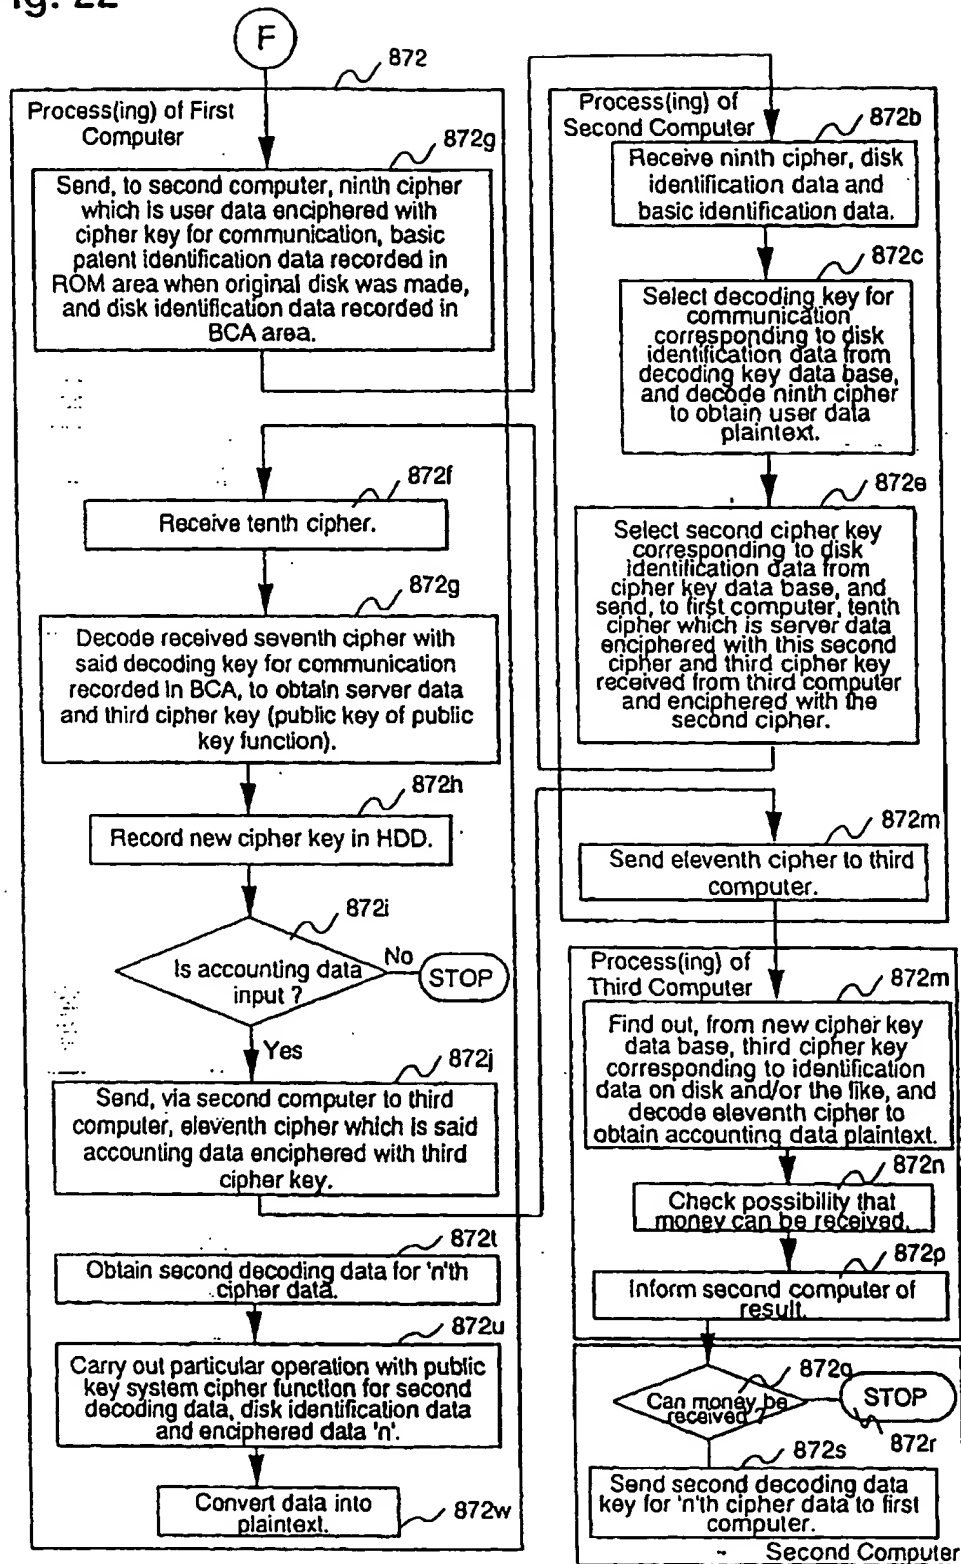 Fig. 22
F
872
Process(ing) of First
Computer
872g
Send, to second computer, ninth cipher
which is user data enciphered with
cipher key for communication, basic
patent identification data recorded in
ROM area when original disk was made,
and disk identification data recorded in
BCA area.
872f
Receive tenth cipher.
872g
Decode received seventh cipher with
said decoding key for communication
recorded in BCA, to obtain server data
and third cipher key (public key of public
key function).
872h
Record new cipher key in HDD.
872i
Is accounting data
input ?
No
STOP
Yes
872j
Send, via second computer to third
computer, eleventh cipher which is said
accounting data enciphered with third
cipher key.
872t
Obtain second decoding data for 'n'th
cipher data.
872u
Carry out particular operation with public
key system cipher function for second
decoding data, disk identification data
and enciphered data 'n'.
Convert data into
plaintext.
872w
Process(ing) of
Second Computer
872b
Receive ninth cipher, disk
identification data and
basic identification data.
872c
Select decoding key for
communication
corresponding to disk
identification data from
decoding key data base,
and decode ninth cipher
to obtain user data
plaintext.
872e
Select second cipher key
corresponding to disk
identification data from
cipher key data base, and
send, to first computer, tenth
cipher which is server data
enciphered with this second
cipher and third cipher key
received from third computer
and enciphered with the
second cipher.
872m
Send eleventh cipher to third
computer.
Process(ing) of
Third Computer
872m
Find out, from new cipher key
data base, third cipher key
corresponding to identification
data on disk and/or the like, and
decode eleventh cipher to
obtain accounting data plaintext.
872n
Check possibility that
money can be received.
872p
Inform second computer of
result.
872q
Can money be
received ?
STOP
872r
872s
Send second decoding data
key for 'n'th cipher data to first
computer.
Second Computer